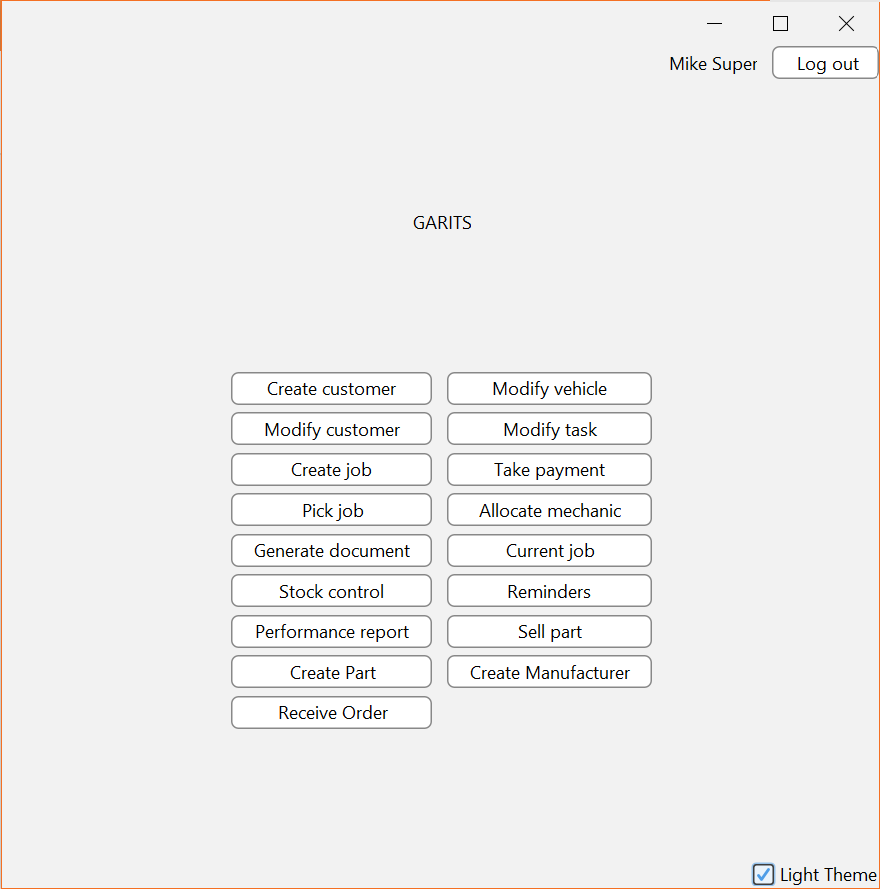 Mike Super Log out
GARITS
Create customer Modify vehicle
Modify customer Modify task
Create job Take payment
Pick job Allocate mechanic
Generate document Current job
Stock control Reminders
Performance report Sell part
Create Part Create Manufacturer
Receive Order
Light Theme